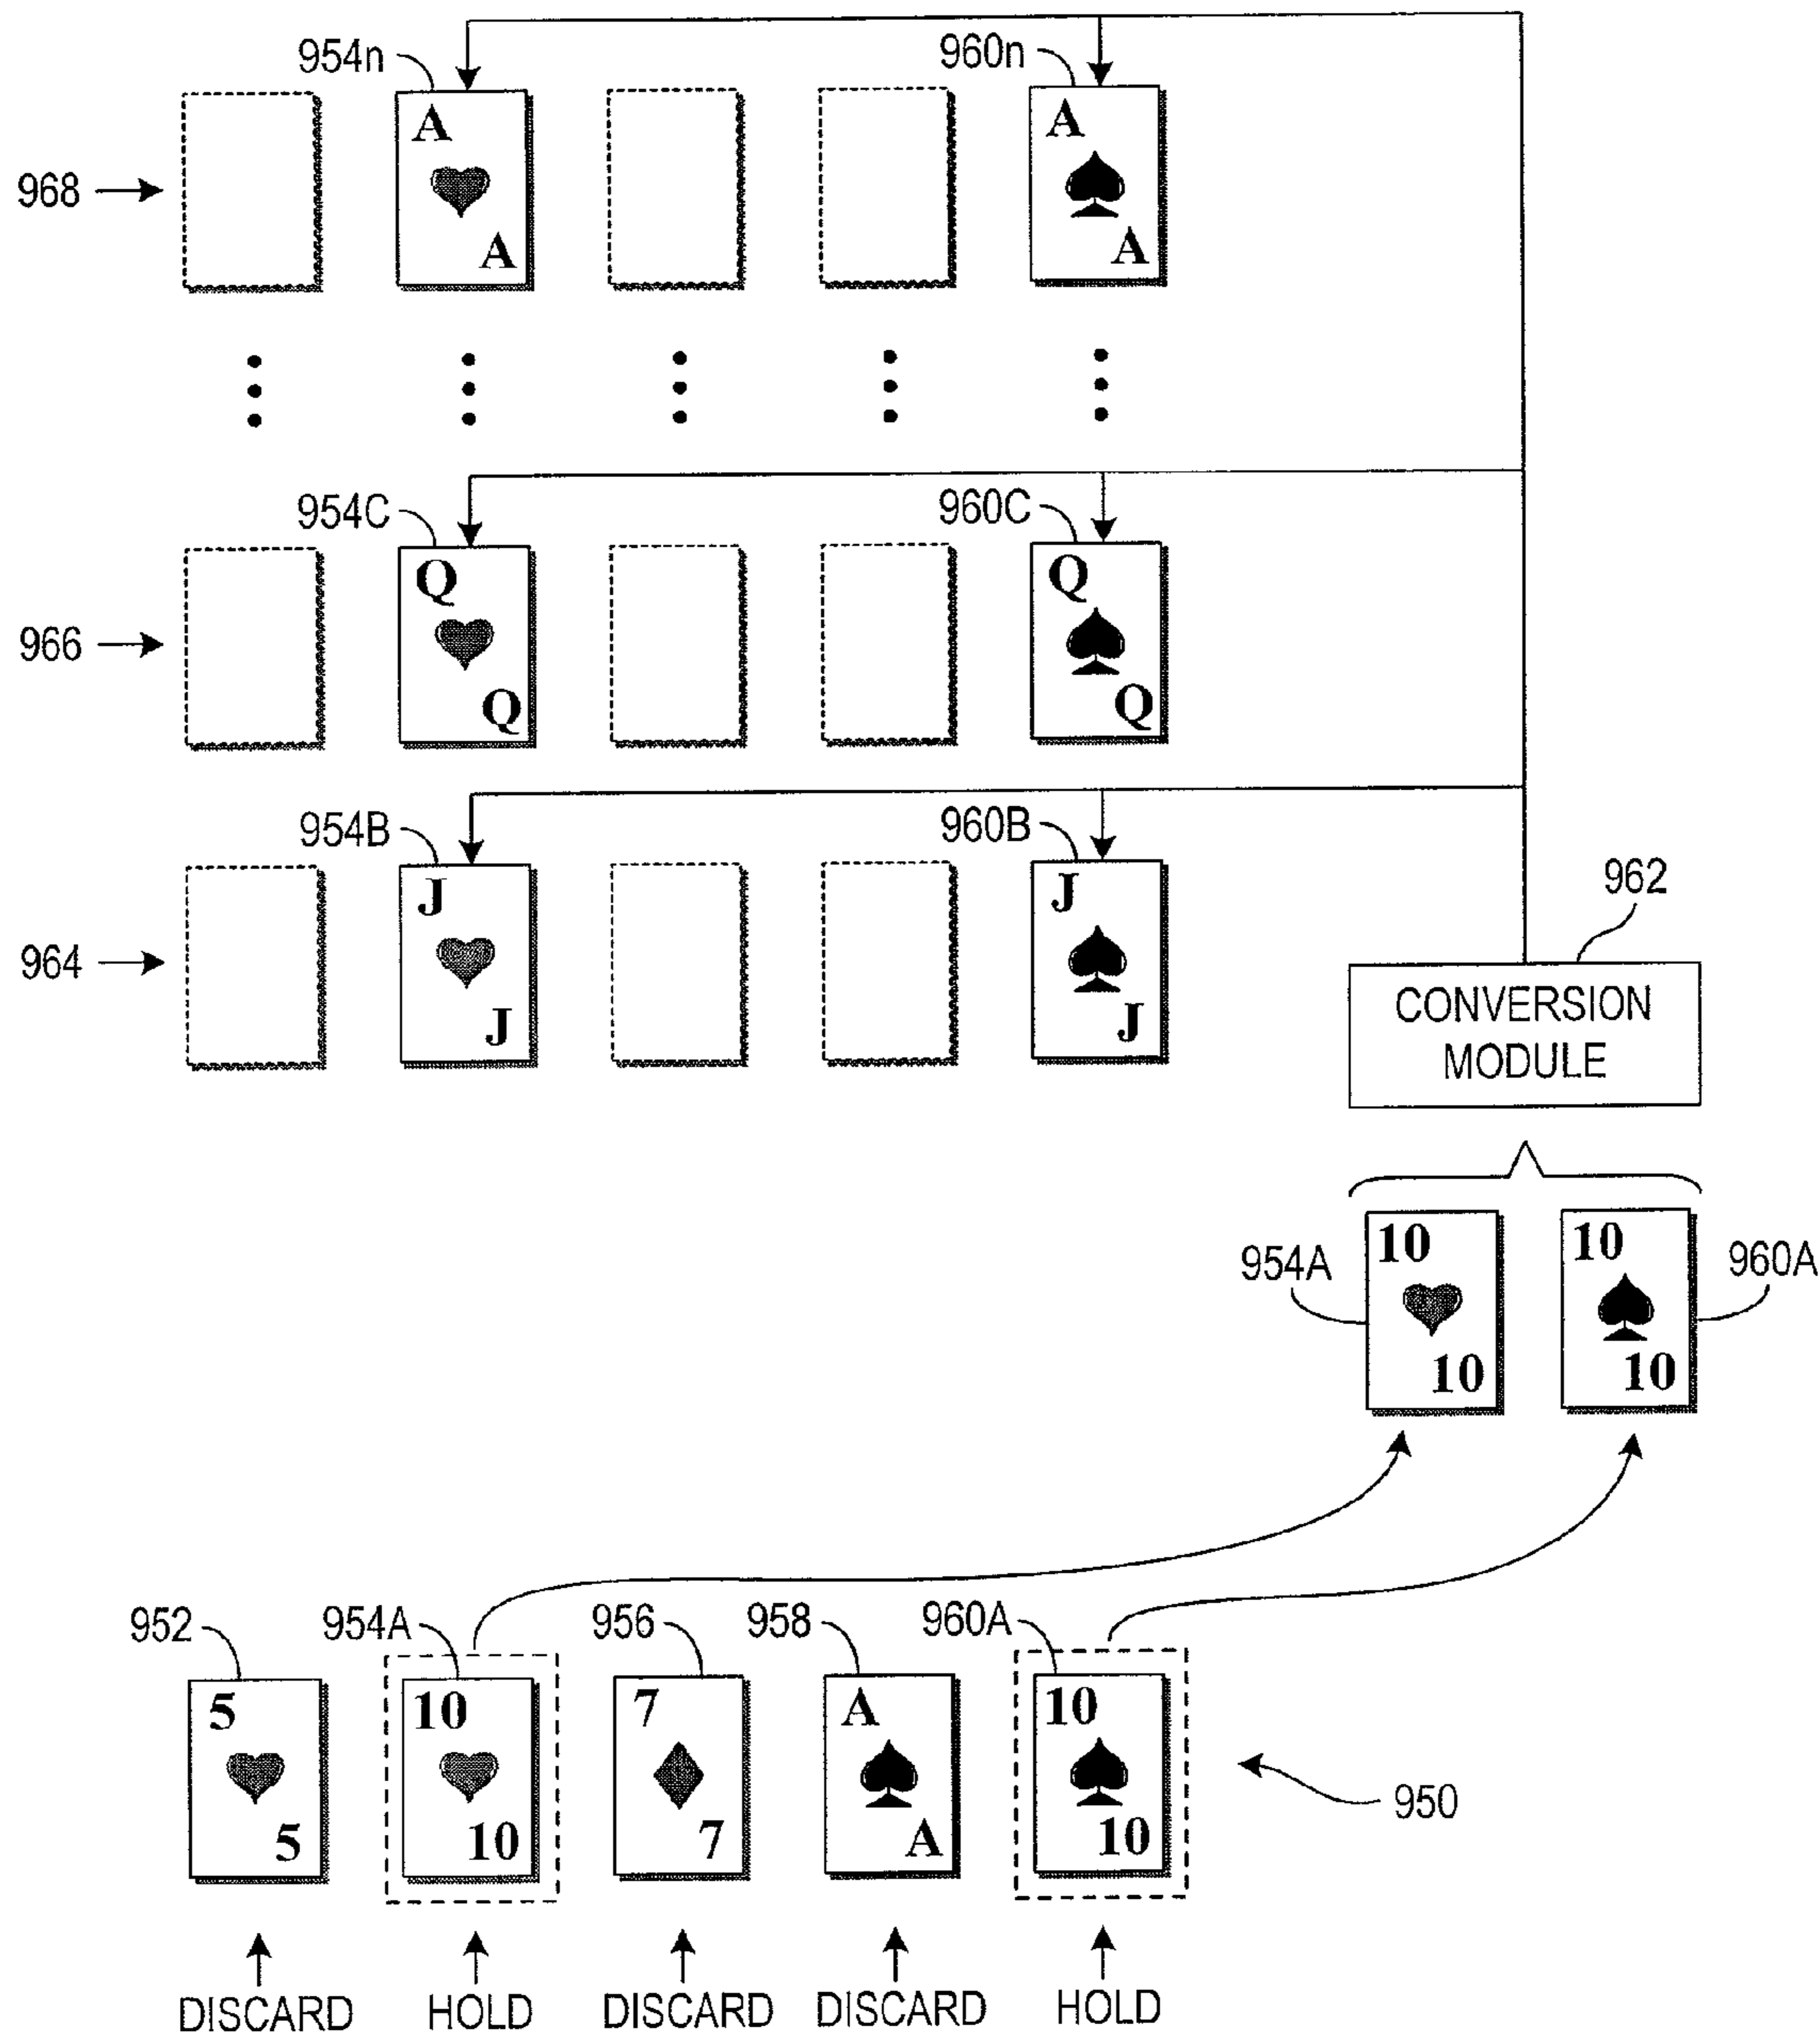 954n 960n
A A
968
A A
954C 960C
Q Q
966
Q Q
954B 960B
J J
962
964
J J
CONVERSION
MODULE
10 10
954A 960A
10 10
952 954A 956 958 960A
5 10 7 A 10
950
5 10 7 A 10
DISCARD HOLD DISCARD DISCARD HOLD